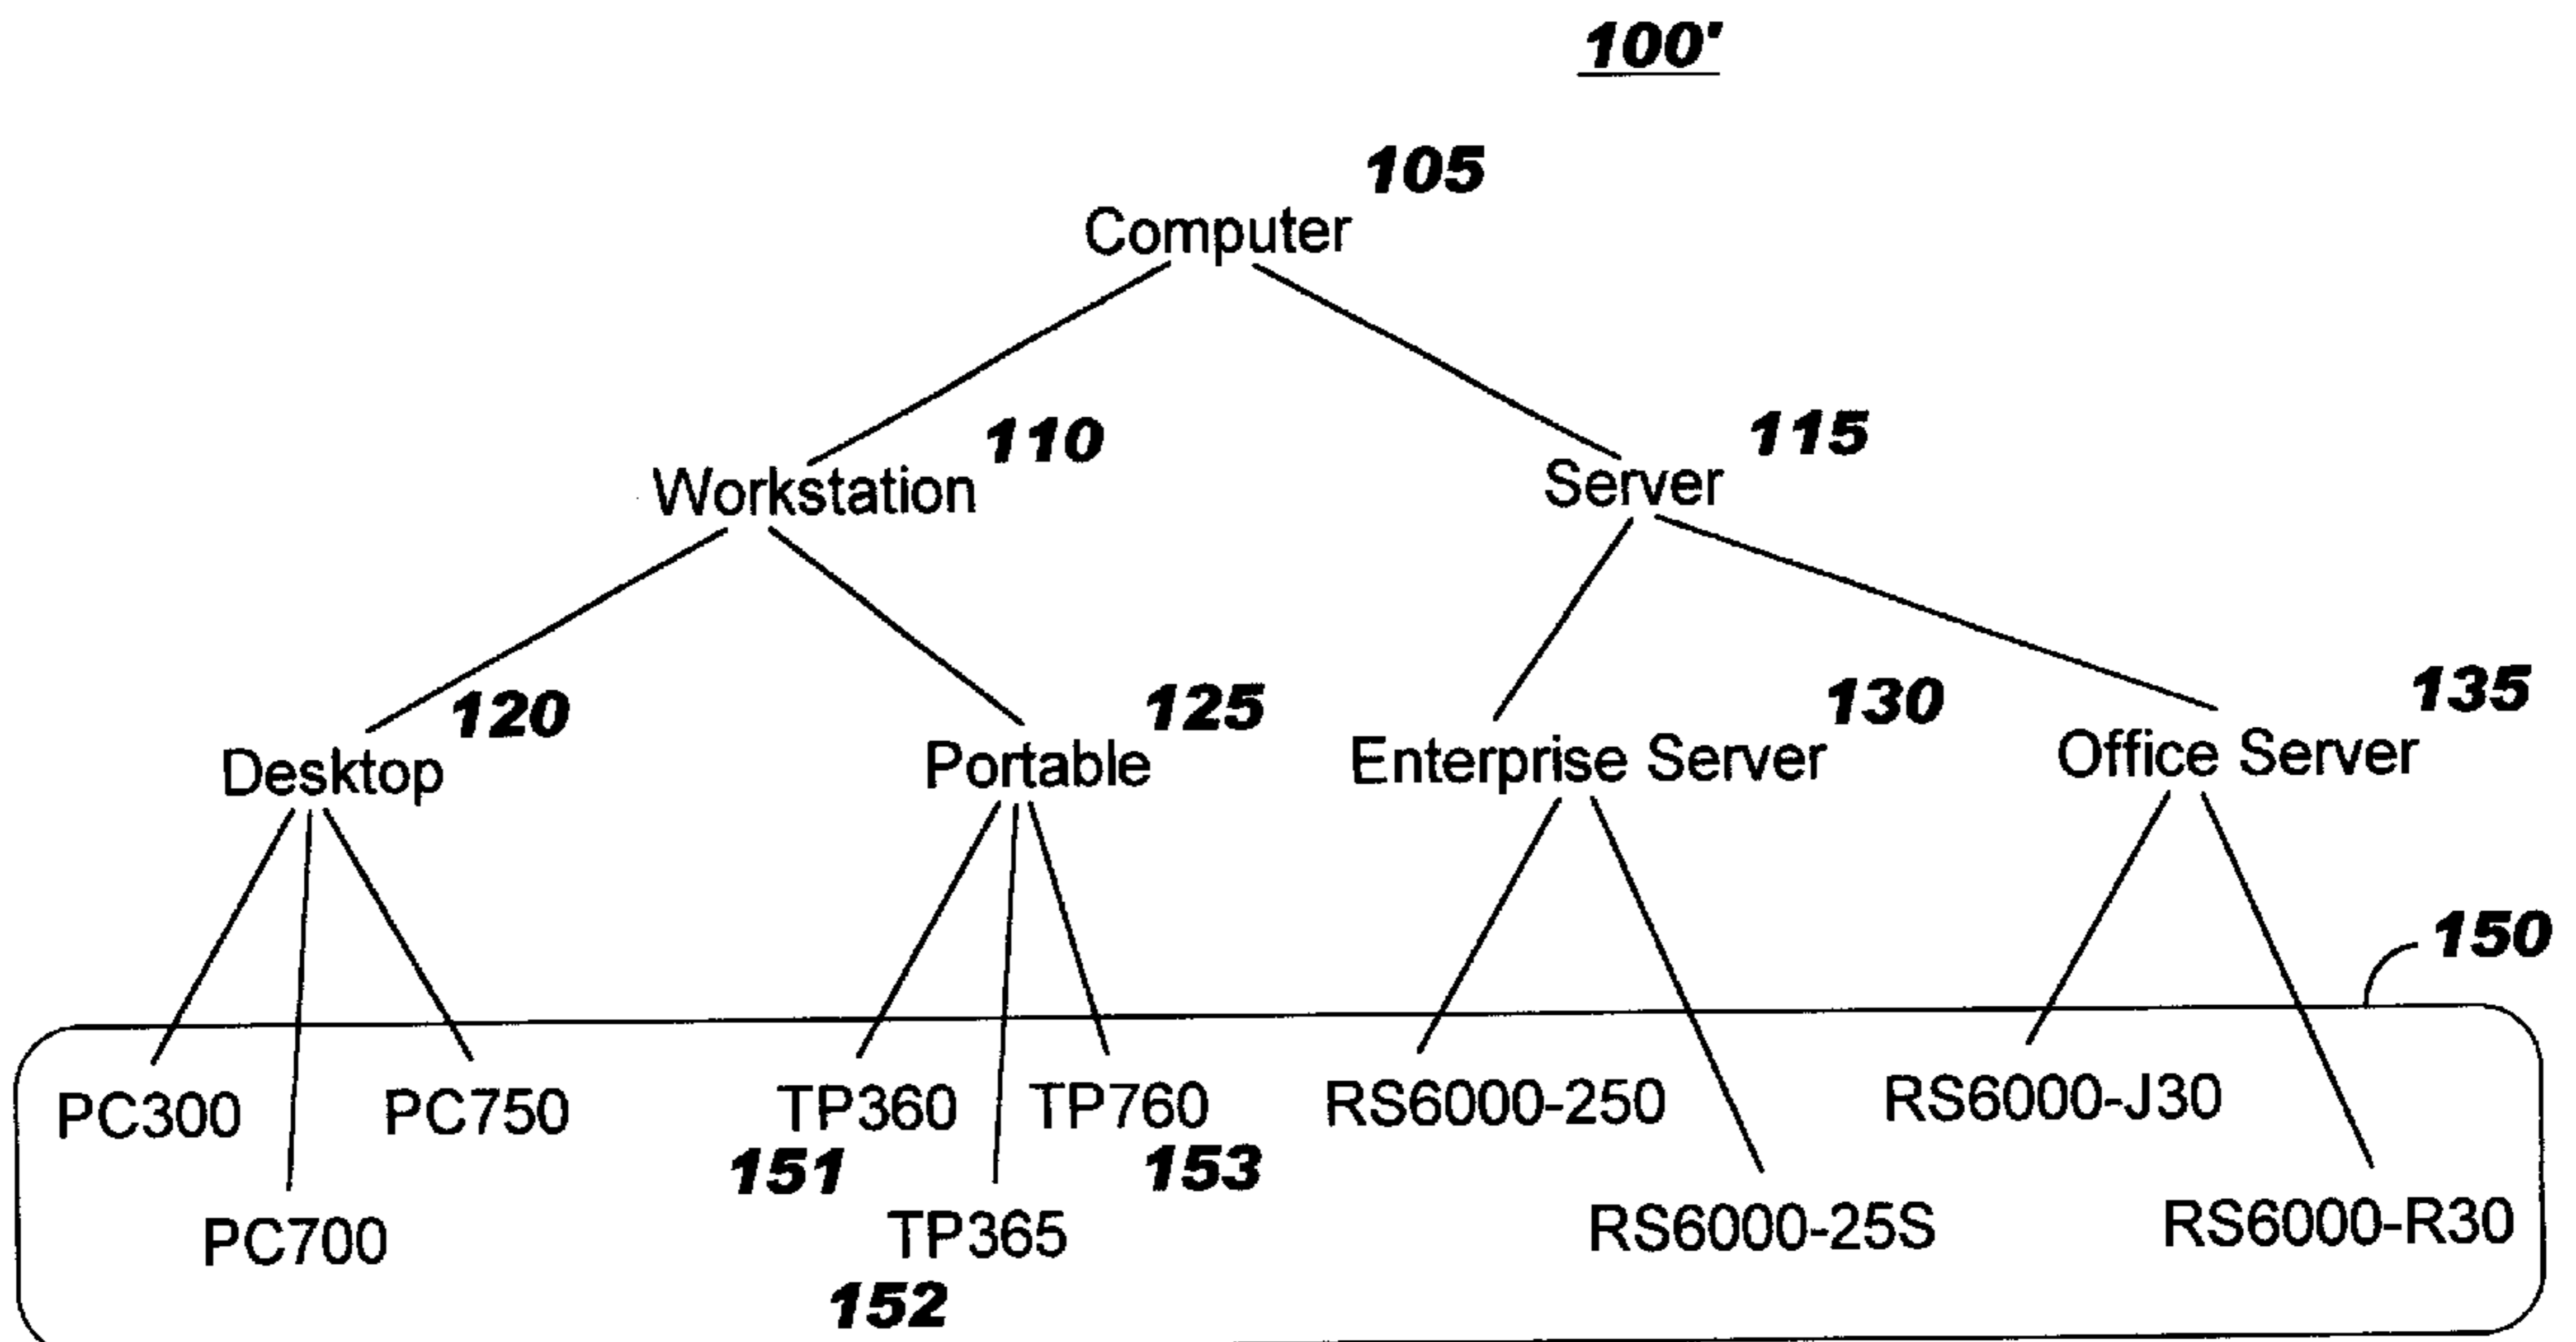 100'
105
Computer
110
115
Workstation
Server
120
125
130
135
Desktop
Portable
Enterprise Server
Office Server
150
PC300
PC750
TP360
TP760
RS6000-250
RS6000-J30
151
153
PC700
TP365
RS6000-25S
RS6000-R30
152